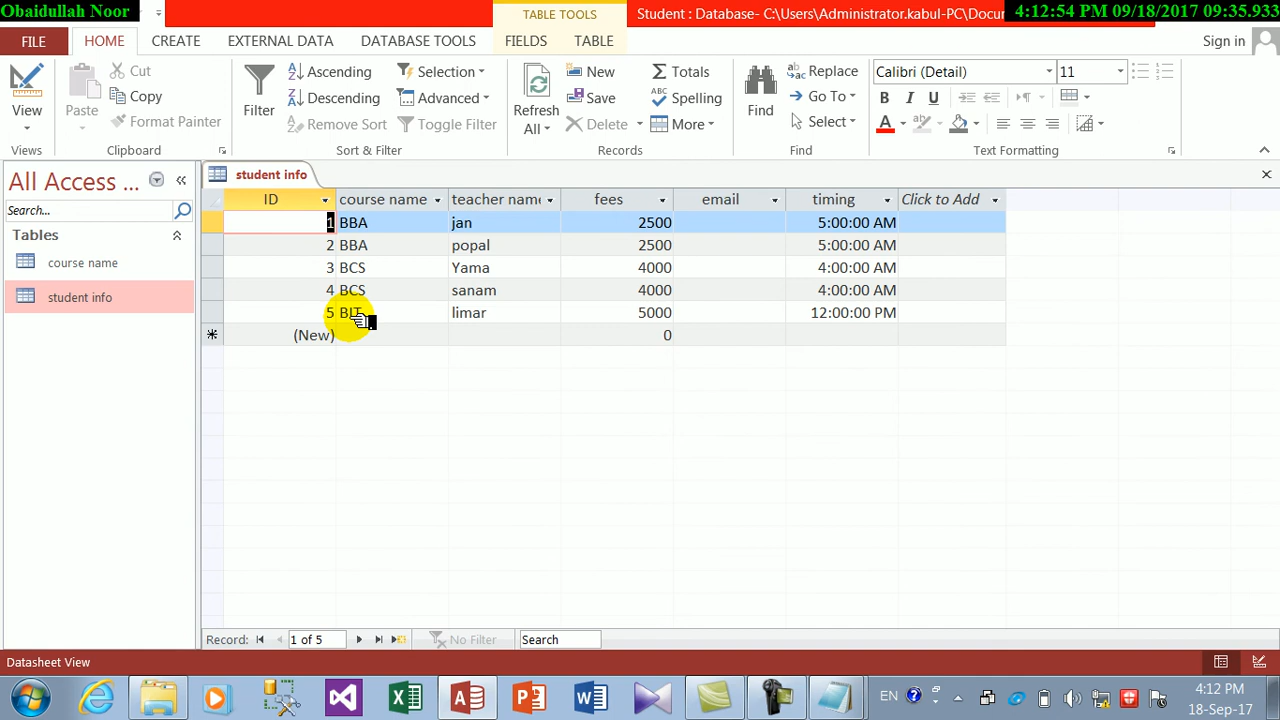 Obaidullah Noor
TABLE TOOLS
Student : Database- C:\Users\Administrator.kabul-PC\Docum
4:12:54 PM 09/18/2017 09:35.933
FILE
HOME
CREATE
EXTERNAL DATA
DATABASE TOOLS
FIELDS
TABLE
Sign in
View
Views
Paste
Cut
Copy
Format Painter
Clipboard
Filter
Ascending
Descending
Remove Sort
Selection
Advanced
Toggle Filter
Sort & Filter
Refresh
All
New
Save
Delete
Totals
Spelling
More
Records
Find
Replace
Go To
Select
Find
Calibri (Detail)
11
B I U
A
Text Formatting
All Access ...
Search...
Tables
course name
student info
student info
ID course name teacher name fees email timing Click to Add
1 BBA jan 2500 5:00:00 AM
2 BBA popal 2500 5:00:00 AM
3 BCS Yama 4000 4:00:00 AM
4 BCS sanam 4000 4:00:00 AM
5 BIT limar 5000 12:00:00 PM
(New) 0
Record: 1 of 5 No Filter Search
Datasheet View
EN
4:12 PM
18-Sep-17